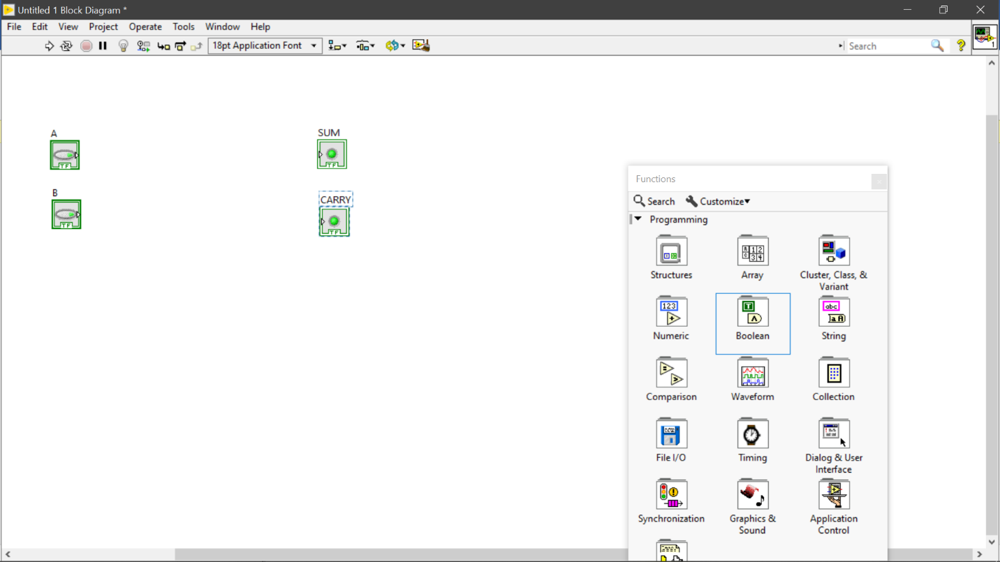 Untitled 1 Block Diagram *
File Edit View Project Operate Tools Window Help
18pt Application Font
Search
?
1
A
TF
B
TF
SUM
TF
CARRY
TF
Functions
Search Customize
Programming
Structures
Array
Cluster, Class, &
Variant
123
Numeric
T
Boolean
abc
aA
String
Comparison
Waveform
Collection
File I/O
Timing
Dialog & User
Interface
Synchronization
Graphics &
Sound
Application
Control